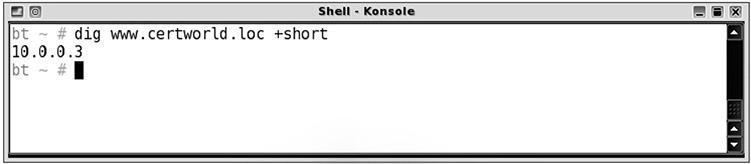 Shell - Konsole
bt ~ # dig www.certworld.loc +short
10.0.0.3
bt ~ #